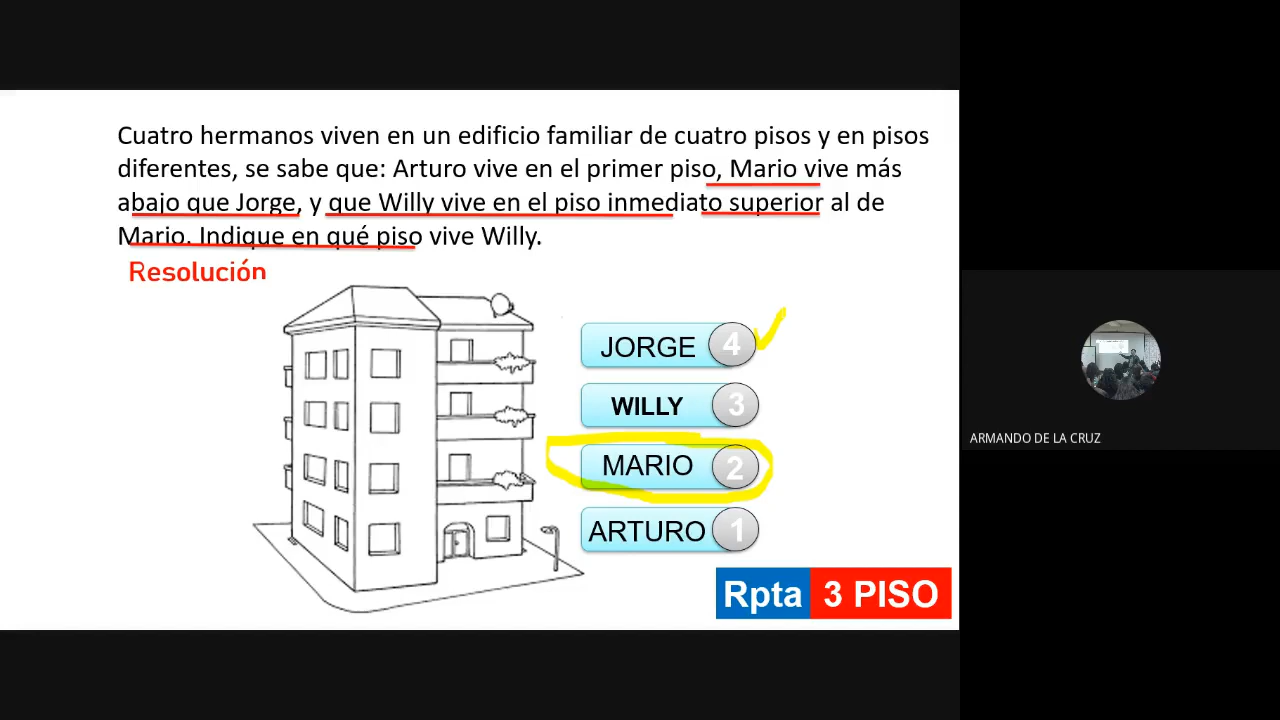 Cuatro hermanos viven en un edificio familiar de cuatro pisos y en pisos
diferentes, se sabe que: Arturo vive en el primer piso, Mario vive más
abajo que Jorge, y que Willy vive en el piso inmediato superior al de
Mario. Indique en qué piso vive Willy.
Resolución
JORGE 4
WILLY 3
MARIO 2
ARTURO 1
Rpta 3 PISO
ARMANDO DE LA CRUZ